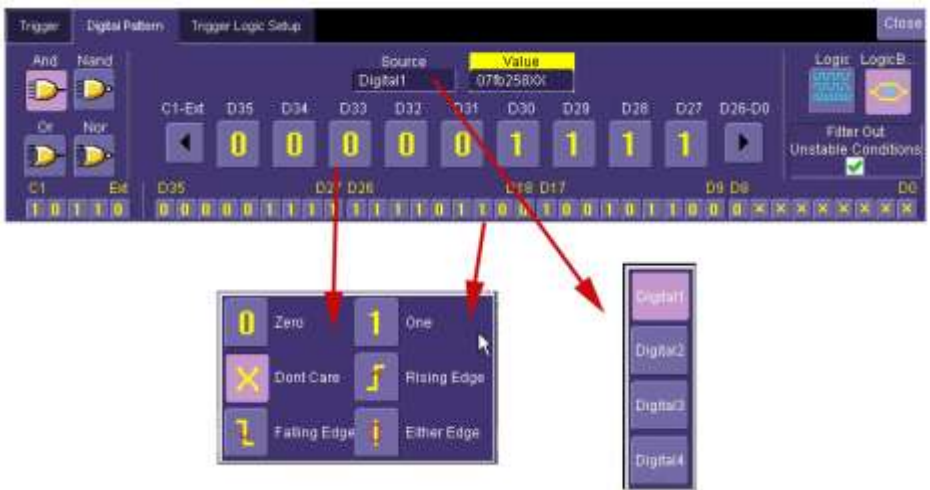 Trigger Digital Pattern Trigger Logic Setup Close
And Nand Source Value Logic LogicB...
Digital1 07fb258XX
C1-Ext D35 D34 D33 D32 D31 D30 D29 D28 D27 D26-D0
Or Nor 0 0 0 0 0 1 1 1 1
Filter Out
Unstable Conditions
C1 Ext D35 D27 D26 D18 D17 D9 D8 D0
1 0 1 1 0 0 0 0 0 0 1 1 1 1 1 1 1 1 0 1 1 0 0 1 0 0 1 0 1 1 0 0 0 X X X X X X X X
0 Zero 1 One
Dont Care Rising Edge
Falling Edge Either Edge
Digital1
Digital2
Digital3
Digital4